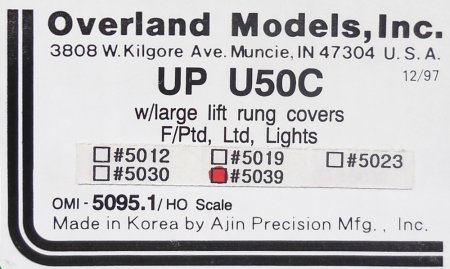 Overland Models, Inc.
3808 W. Kilgore Ave. Muncie, IN 47304 U. S. A.
UP U50C 12/97
w/large lift rung covers
F/Ptd, Ltd, Lights
#5012 #5019 #5023
#5030 #5039
OMI - 5095.1/ HO Scale
Made in Korea by Ajin Precision Mfg. , Inc.